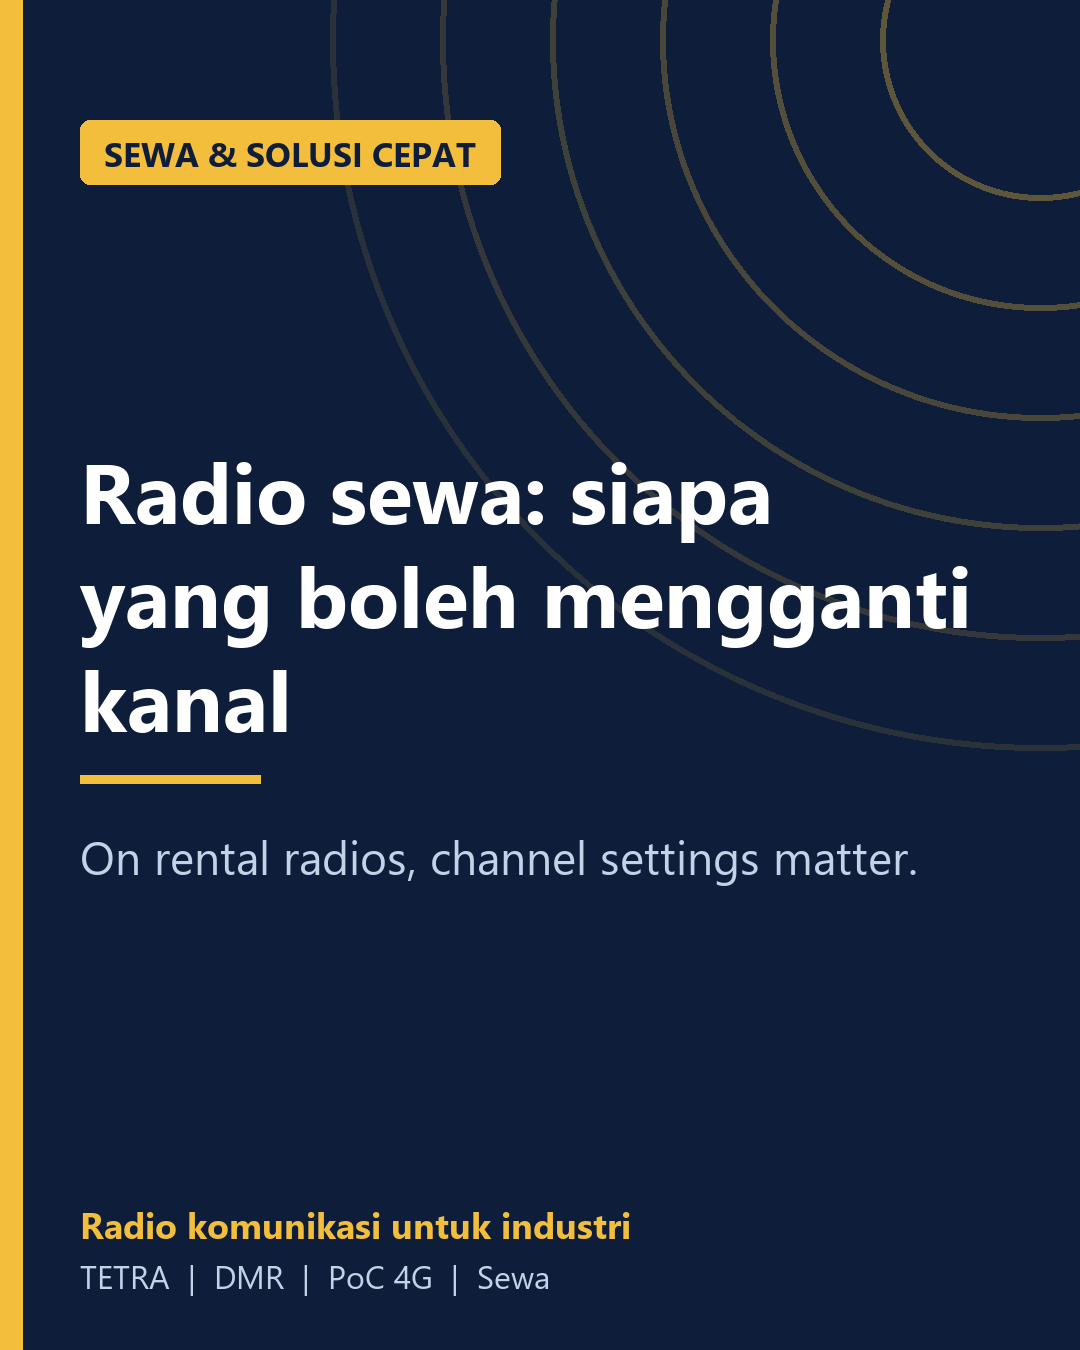 SEWA & SOLUSI CEPAT
Radio sewa: siapa
yang boleh mengganti
kanal
On rental radios, channel settings matter.
Radio komunikasi untuk industri
TETRA | DMR | PoC 4G | Sewa